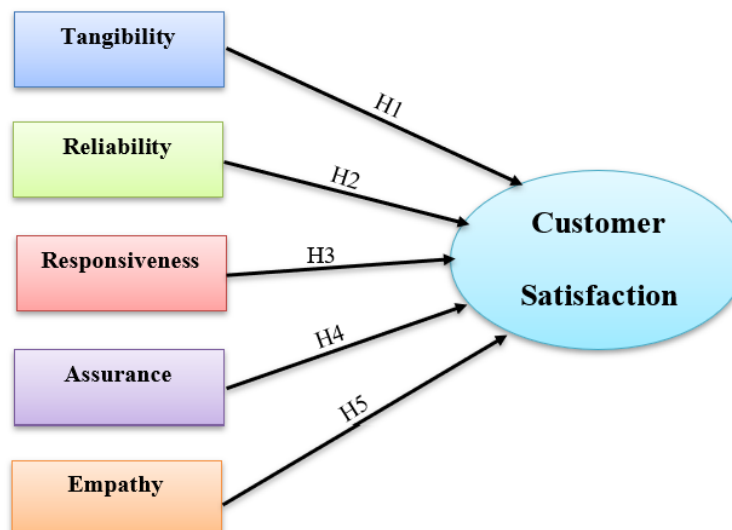 Tangibility
H1
Reliability
H2
Customer
Responsiveness
H3
Satisfaction
Assurance
H4
H5
Empathy